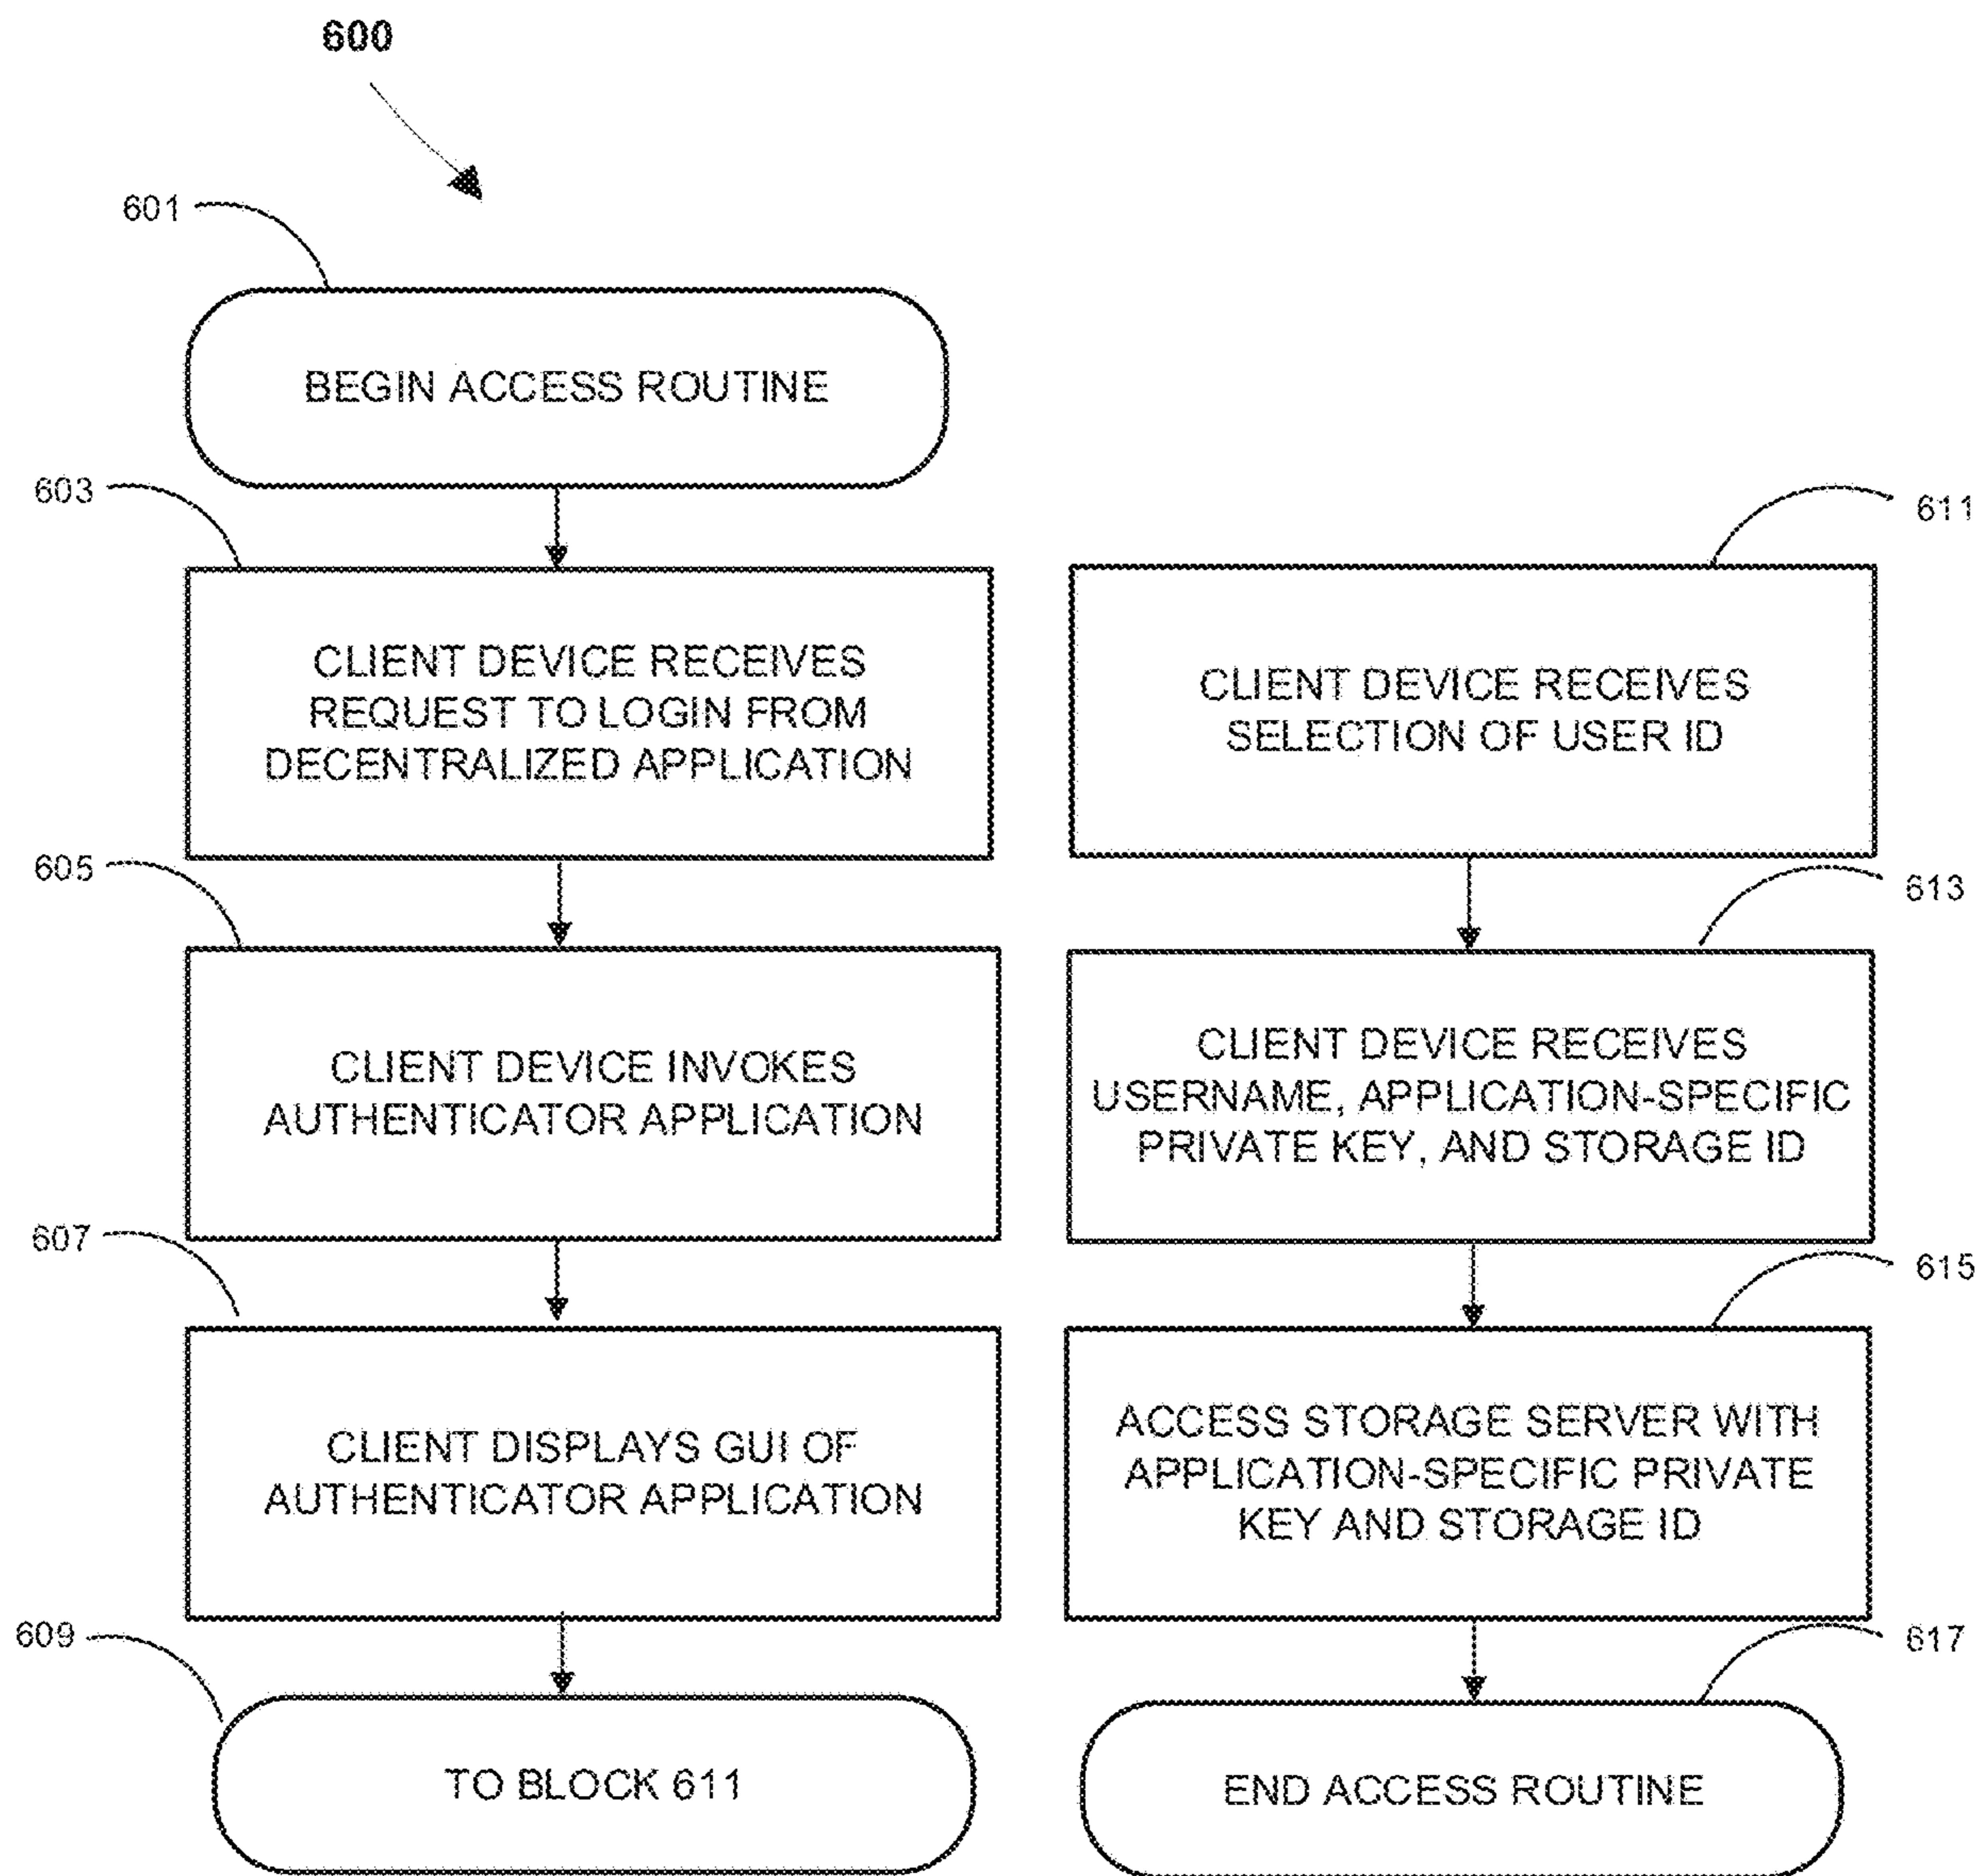 600
601
BEGIN ACCESS ROUTINE
603
CLIENT DEVICE RECEIVES
REQUEST TO LOGIN FROM
DECENTRALIZED APPLICATION
605
CLIENT DEVICE INVOKES
AUTHENTICATOR APPLICATION
607
CLIENT DISPLAYS GUI OF
AUTHENTICATOR APPLICATION
609
TO BLOCK 611
611
CLIENT DEVICE RECEIVES
SELECTION OF USER ID
613
CLIENT DEVICE RECEIVES
USERNAME, APPLICATION-SPECIFIC
PRIVATE KEY, AND STORAGE ID
615
ACCESS STORAGE SERVER WITH
APPLICATION-SPECIFIC PRIVATE
KEY AND STORAGE ID
617
END ACCESS ROUTINE